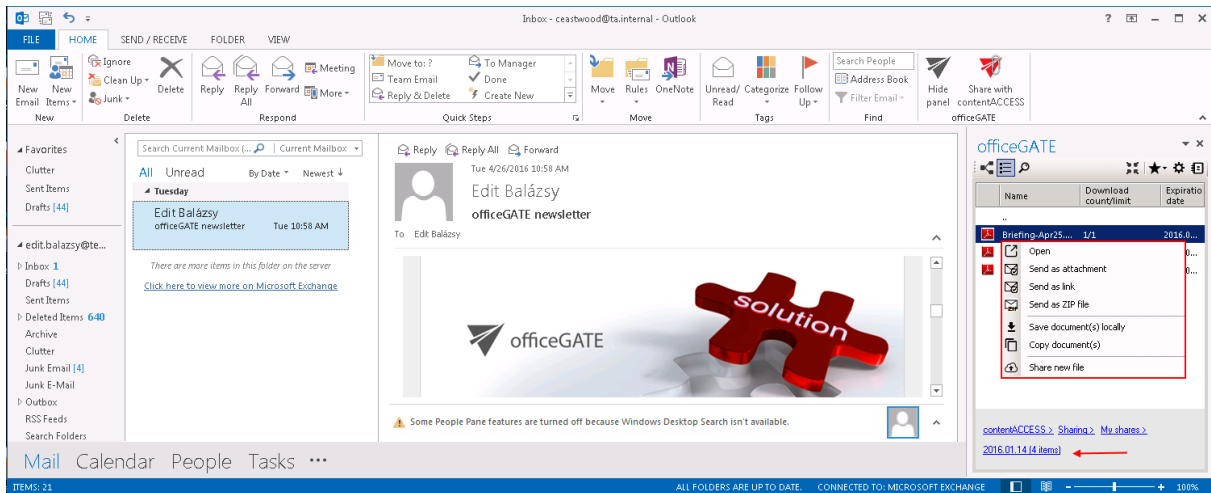 Inbox - ceastwood@ta.internal - Outlook
FILE HOME SEND / RECEIVE FOLDER VIEW
New Email
New Items
Ignore
Clean Up
Junk
Delete
Reply
Reply All
Forward
Meeting
More
Move to: ?
Team Email
Reply & Delete
To Manager
Done
Create New
Move
Rules
OneNote
Unread/ Read
Categorize
Follow Up
Search People
Address Book
Filter Email
Hide panel
Share with contentACCESS
New Delete Respond Quick Steps Move Tags Find officeGATE
Favorites
Clutter
Sent Items
Drafts [44]
edit.balazsy@te...
Inbox 1
Drafts [44]
Sent Items
Deleted Items 640
Archive
Clutter
Junk Email [4]
Junk E-Mail
Outbox
RSS Feeds
Search Folders
Search Current Mailbox (... Current Mailbox
All Unread By Date Newest ↓
Tuesday
Edit Balázsy
officeGATE newsletter Tue 10:58 AM
There are more items in this folder on the server
Click here to view more on Microsoft Exchange
Reply Reply All Forward
Tue 4/26/2016 10:58 AM
Edit Balázsy
officeGATE newsletter
To Edit Balázsy
officeGATE
solution
Some People Pane features are turned off because Windows Desktop Search isn't available.
officeGATE
Name Download count/limit Expiratio date
..
Briefing-Apr25.... 1/1 2016.0...
0...
0...
Open
Send as attachment
Send as link
Send as ZIP file
Save document(s) locally
Copy document(s)
Share new file
contentACCESS > Sharing > My shares >
2016.01.14 (4 items)
Mail Calendar People Tasks •••
ITEMS: 21 ALL FOLDERS ARE UP TO DATE. CONNECTED TO: MICROSOFT EXCHANGE 100%